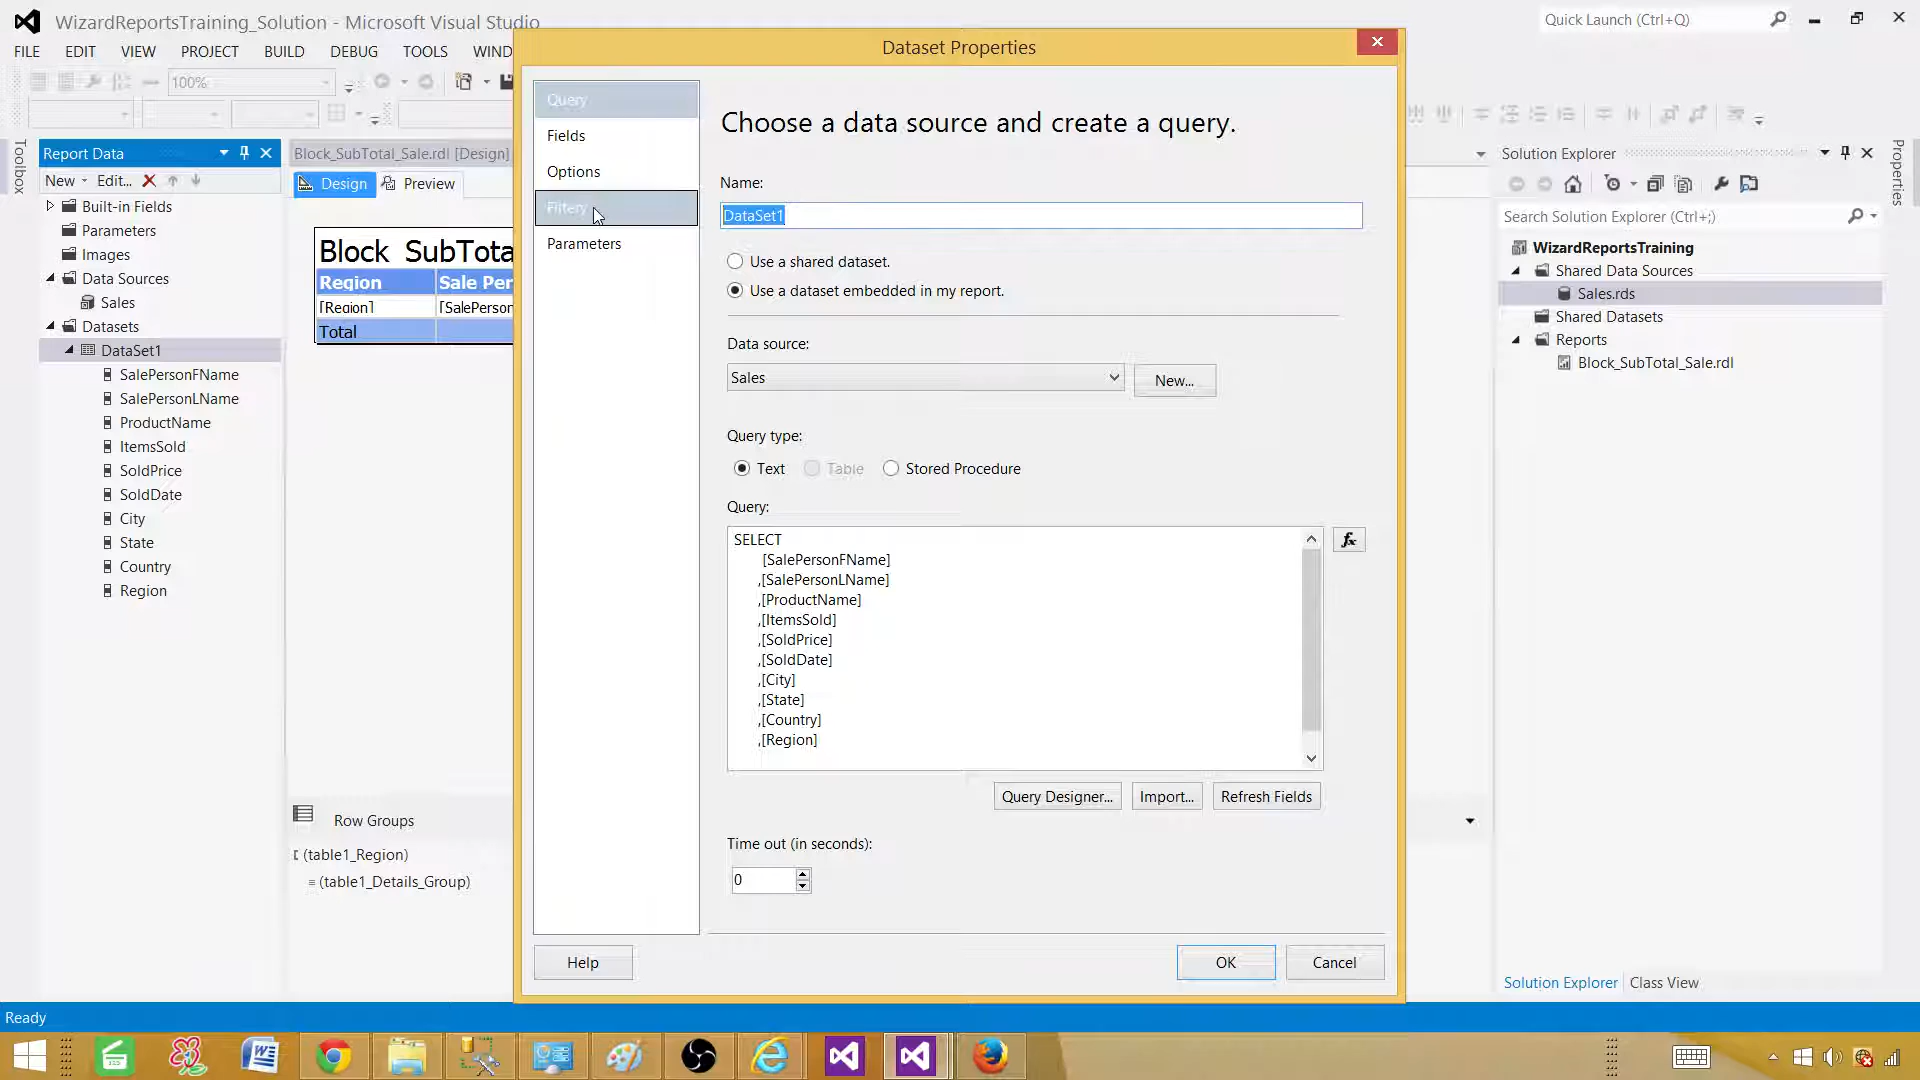 WizardReportsTraining_Solution - Microsoft Visual Studio
Quick Launch (Ctrl+Q)
FILE EDIT VIEW PROJECT BUILD DEBUG TOOLS WIND
100%
Toolbox
Report Data
New Edit...
Built-in Fields
Parameters
Images
Data Sources
Sales
Datasets
DataSet1
SalePersonFName
SalePersonLName
ProductName
ItemsSold
SoldPrice
SoldDate
City
State
Country
Region
Block_SubTotal_Sale.rdl [Design]
Design Preview
Block SubTota
Region Sale Per
[Region] [SalePerson
Total
Row Groups
(table1_Region)
(table1_Details_Group)
Dataset Properties
Query
Fields
Options
Filters
Parameters
Choose a data source and create a query.
Name:
DataSet1
Use a shared dataset.
Use a dataset embedded in my report.
Data source:
Sales
New...
Query type:
Text Table Stored Procedure
Query:
SELECT
[SalePersonFName]
,[SalePersonLName]
,[ProductName]
,[ItemsSold]
,[SoldPrice]
,[SoldDate]
,[City]
,[State]
,[Country]
,[Region]
fx
Query Designer... Import... Refresh Fields
Time out (in seconds):
0
Help OK Cancel
Solution Explorer
Search Solution Explorer (Ctrl+;)
WizardReportsTraining
Shared Data Sources
Sales.rds
Shared Datasets
Reports
Block_SubTotal_Sale.rdl
Solution Explorer Class View
Properties
Ready